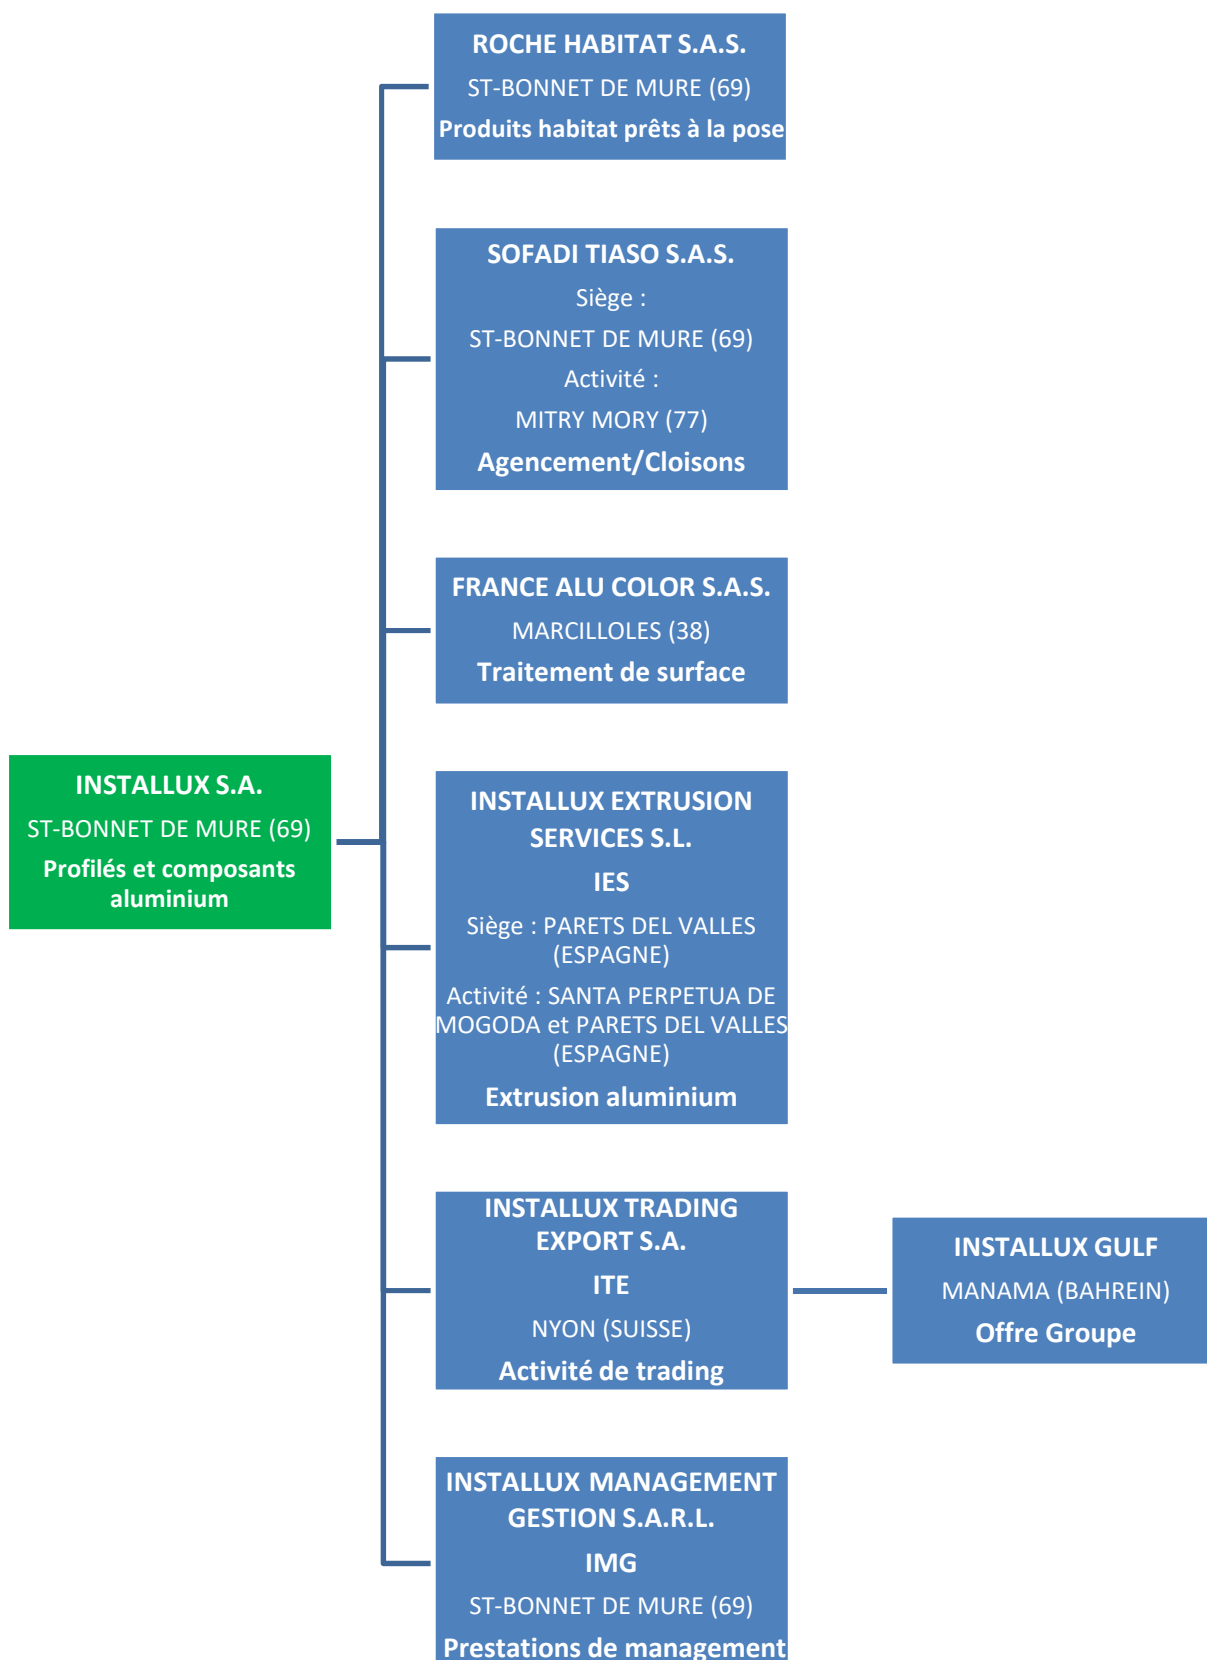 ROCHE HABITAT S.A.S.
ST-BONNET DE MURE (69)
Produits habitat prêts à la pose
SOFADI TIASO S.A.S.
Siège :
ST-BONNET DE MURE (69)
Activité :
MITRY MORY (77)
Agencement/Cloisons
FRANCE ALU COLOR S.A.S.
MARCILLOLES (38)
Traitement de surface
INSTALLUX S.A.
ST-BONNET DE MURE (69)
Profilés et composants
aluminium
INSTALLUX EXTRUSION
SERVICES S.L.
IES
Siège : PARETS DEL VALLES
(ESPAGNE)
Activité : SANTA PERPETUA DE
MOGODA et PARETS DEL VALLES
(ESPAGNE)
Extrusion aluminium
INSTALLUX TRADING
EXPORT S.A.
ITE
NYON (SUISSE)
Activité de trading
INSTALLUX GULF
MANAMA (BAHREIN)
Offre Groupe
INSTALLUX MANAGEMENT
GESTION S.A.R.L.
IMG
ST-BONNET DE MURE (69)
Prestations de management